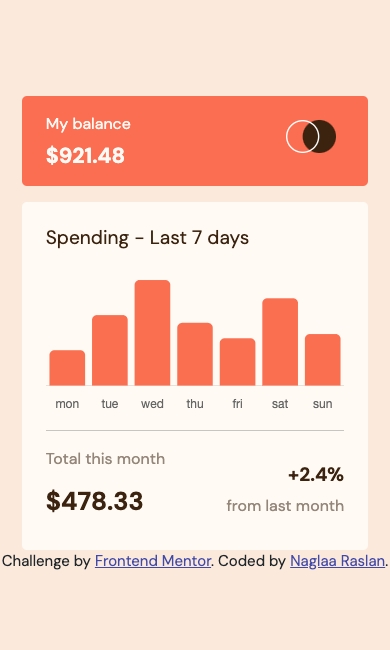 My balance
$921.48
Spending - Last 7 days
mon tue wed thu fri sat sun
Total this month
+2.4%
$478.33
from last month
Challenge by Frontend Mentor. Coded by Naglaa Raslan.